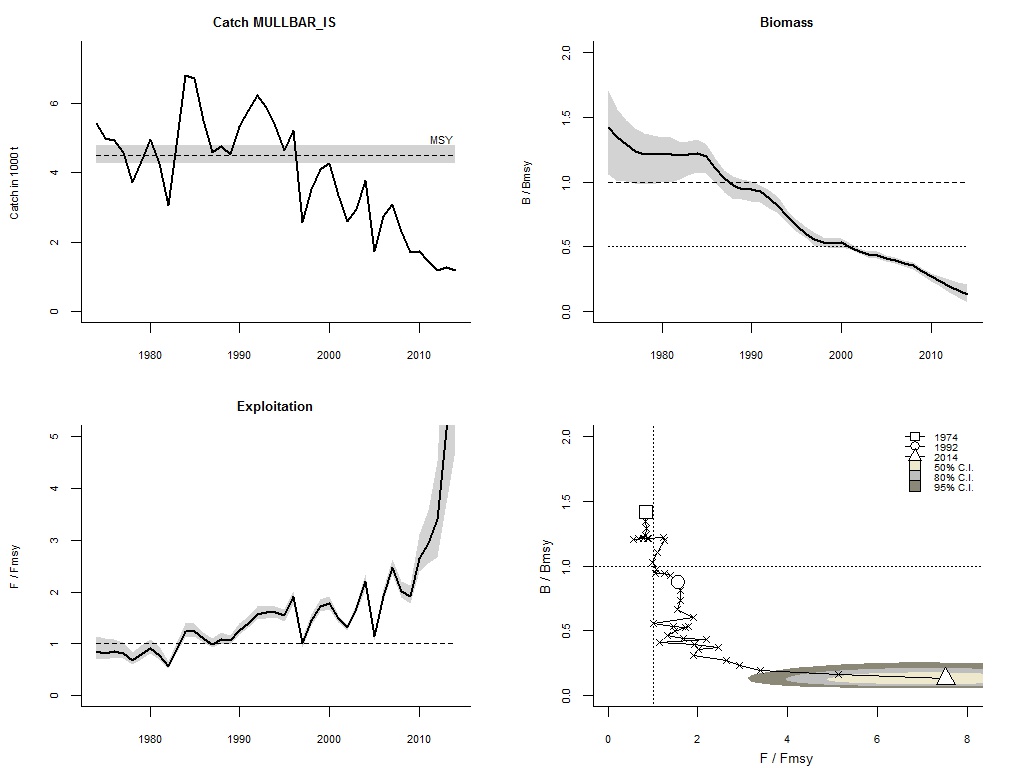 Catch MULLBAR_IS
Catch in 1000 t
6
4
2
0
MSY
1980 1990 2000 2010
Biomass
B / Bmsy
2.0
1.5
1.0
0.5
0.0
1980 1990 2000 2010
Exploitation
F / Fmsy
5
4
3
2
1
0
1980 1990 2000 2010
B / Bmsy
2.0
1.5
1.0
0.5
0.0
1974
1992
2014
50% C.I.
80% C.I.
95% C.I.
0 2 4 6 8
F / Fmsy